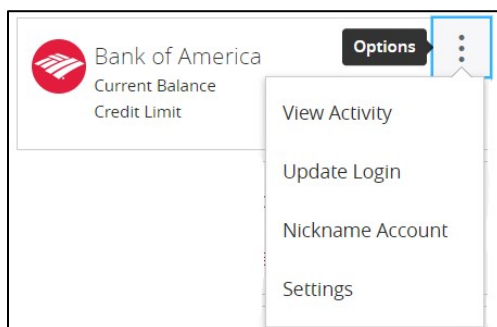 Bank of America
Options
Current Balance
Credit Limit
View Activity
Update Login
Nickname Account
Settings